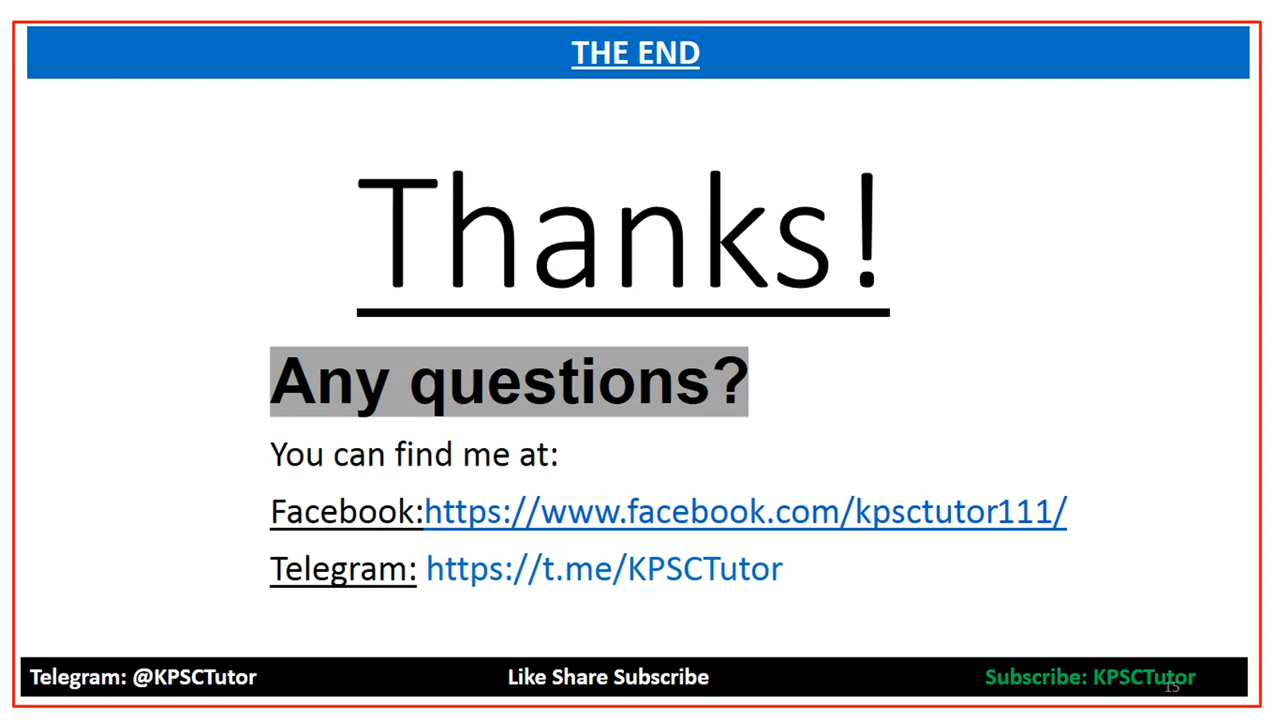 THE END
Thanks!
Any questions?
You can find me at:
Facebook:https://www.facebook.com/kpsctutor111/
Telegram: https://t.me/KPSCTutor
Telegram: @KPSCTutor
Like Share Subscribe
Subscribe: KPSCTutor
15